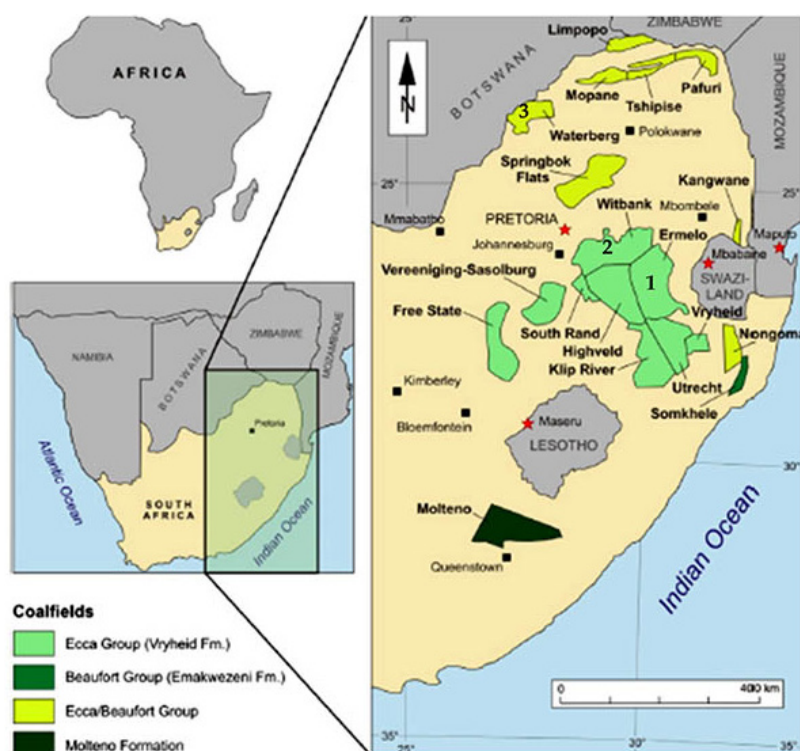 AFRICA
NAMIBIA
BOTSWANA
ZIMBABWE
MOZAMBIQUE
Pretoria
SOUTH
AFRICA
Atlantic Ocean
Indian Ocean
Coalfields
Ecca Group (Vryheid Fm.)
Beaufort Group (Emakwezeni Fm.)
Ecca/Beaufort Group
Molteno Formation
25°
ZIMBABWE
Limpopo
N
BOTSWANA
MOZAMBIQUE
Mopane
Tshipise
Pafuri
3
Waterberg
Polokwane
Springbok
Flats
25°
25°
Kangwane
Witbank
Mbombele
Mmabatho
PRETORIA
Ermelo
Maputo
Johannesburg
2
Mbabane
Vereeniging-Sasolburg
1
SWAZI-
LAND
Free State
Vryheid
South Rand
Nongoma
Highveld
Klip River
Kimberley
Utrecht
Somkhele
Bloemfontein
Maseru
LESOTHO
30°
Molteno
Queenstown
Indian Ocean
0
400 km
35°
30°
35°